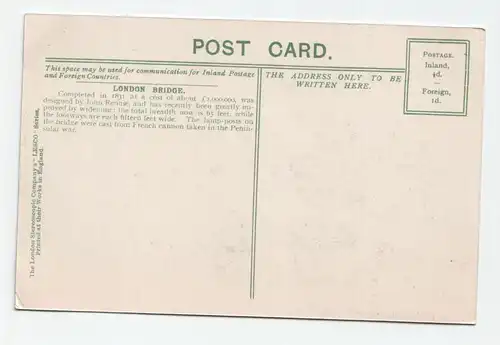 POST CARD.
This space may be used for communication for Inland Postage
and Foreign Countries.
THE ADDRESS ONLY TO BE
WRITTEN HERE.
POSTAGE.
Inland,
½d.
—
Foreign,
1d.
LONDON BRIDGE.
Completed in 1831 at a cost of about £2,000,000, was
designed by John Rennie, and has recently been greatly im-
proved by widening: the total breadth now is 65 feet, while
the footways are each fifteen feet wide. The lamp-posts on
the bridge were cast from French cannon taken in the Penin-
sular war.
The London Stereoscopic Company's "LESCO" Series.
Printed at their Works in England.